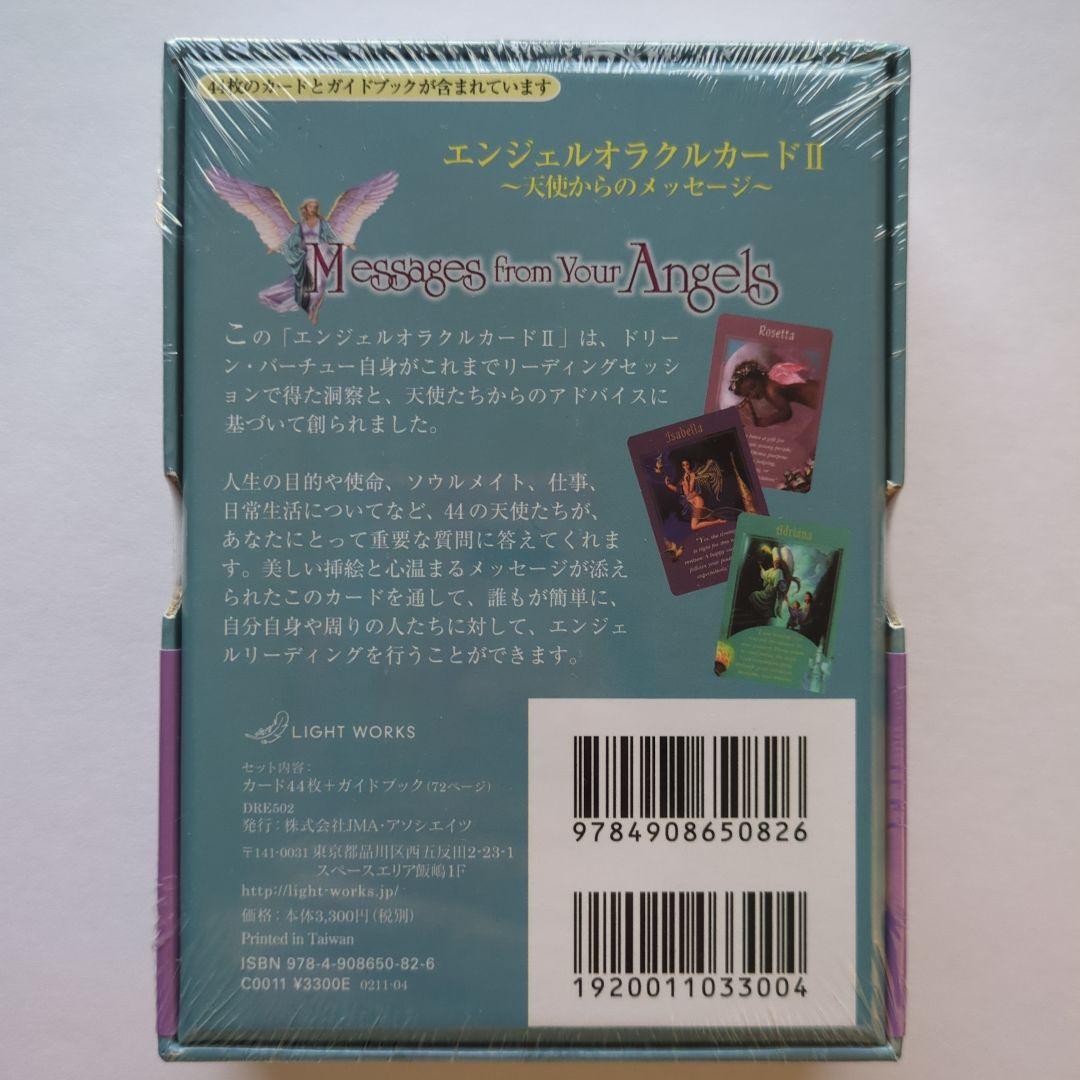 44枚のカードとガイドブックが含まれています
エンジェルオラクルカードⅡ
～天使からのメッセージ～
Messages from Your Angels
この「エンジェルオラクルカードⅡ」は、ドリー
ン・バーチュー自身がこれまでリーディングセッシ
ョンで得た洞察と、天使たちからのアドバイスに
基づいて創られました。
Rosetta
Isabella
Adriana
人生の目的や使命、ソウルメイト、仕事、
日常生活についてなど、44の天使たちが、
あなたにとって重要な質問に答えてくれま
す。美しい挿絵と心温まるメッセージが添え
られたこのカードを通して、誰もが簡単に、
自分自身や周りの人たちに対して、エンジェ
ルリーディングを行うことができます。
LIGHT WORKS
セット内容：
カード44枚＋ガイドブック（72ページ）
DRE502
発行：株式会社JMA・アソシエイツ
〒141-0031 東京都品川区西五反田2-23-1
スペースエリア飯嶋1F
http://light-works.jp/
価格：本体3,300円（税別）
Printed in Taiwan
ISBN 978-4-908650-82-6
C0011 ¥3300E 0211-04
9784908650826
1920011033004